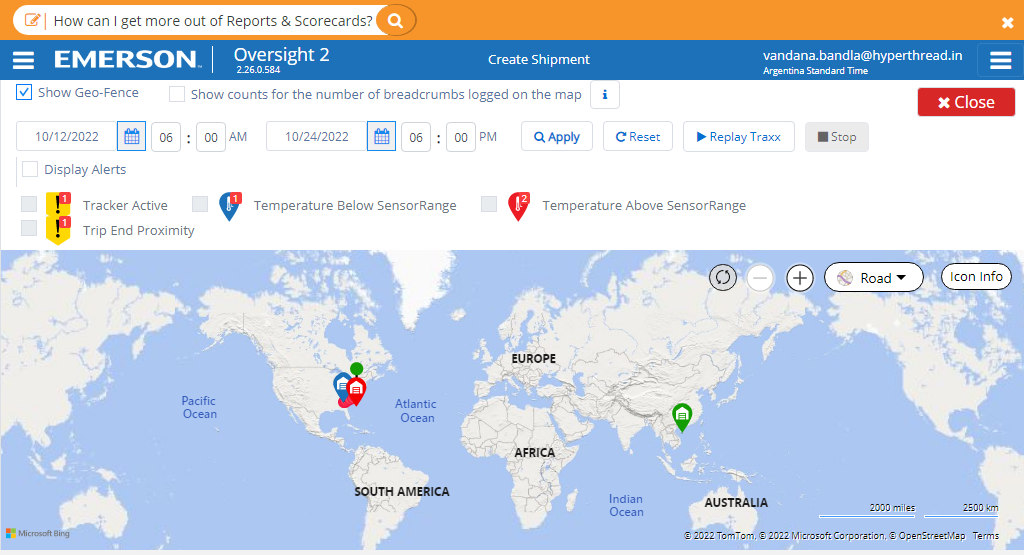 How can I get more out of Reports & Scorecards?
EMERSON
Oversight 2
2.26.0.584
Create Shipment
vandana.bandla@hyperthread.in
Argentina Standard Time
Show Geo-Fence
Show counts for the number of breadcrumbs logged on the map
i
Close
10/12/2022 06 : 00 AM
10/24/2022 06 : 00 PM
Apply
Reset
Replay Traxx
Stop
Display Alerts
1 Tracker Active
1 Temperature Below SensorRange
2 Temperature Above SensorRange
1 Trip End Proximity
Road
Icon Info
EUROPE
Pacific
Ocean
Atlantic
Ocean
AFRICA
SOUTH AMERICA
Indian
Ocean
AUSTRALIA
2000 miles
2500 km
Microsoft Bing
© 2022 TomTom, © 2022 Microsoft Corporation, © OpenStreetMap Terms